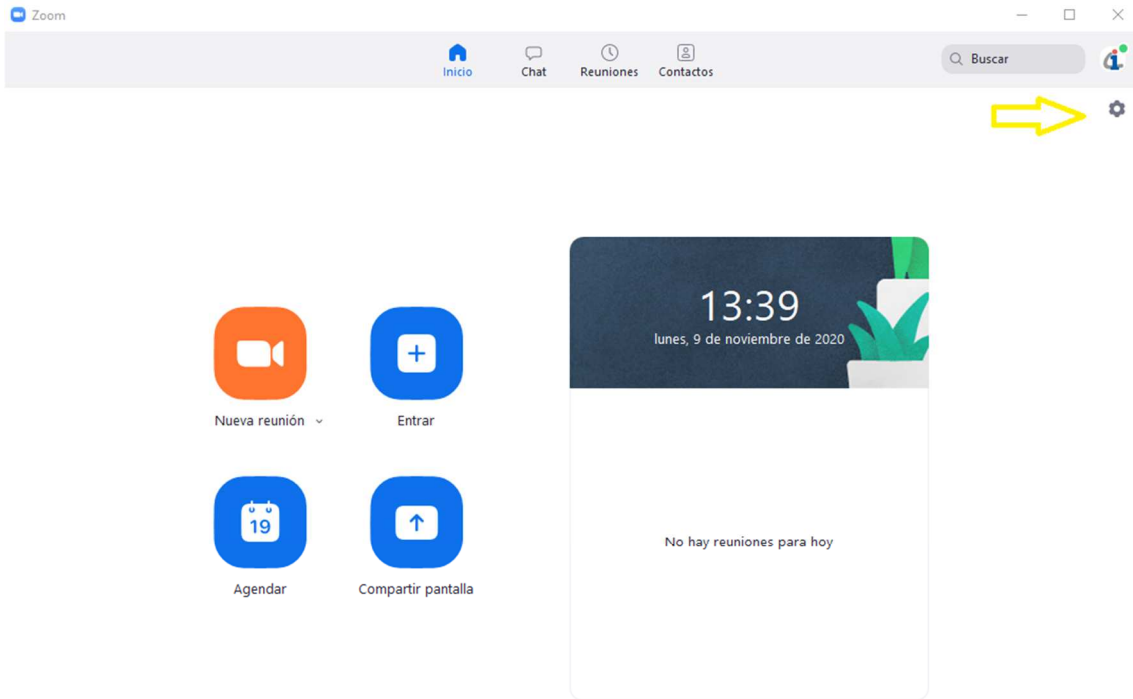 Zoom
Inicio
Chat
Reuniones
Contactos
Buscar
13:39
lunes, 9 de noviembre de 2020
Nueva reunión
Entrar
19
Agendar
Compartir pantalla
No hay reuniones para hoy